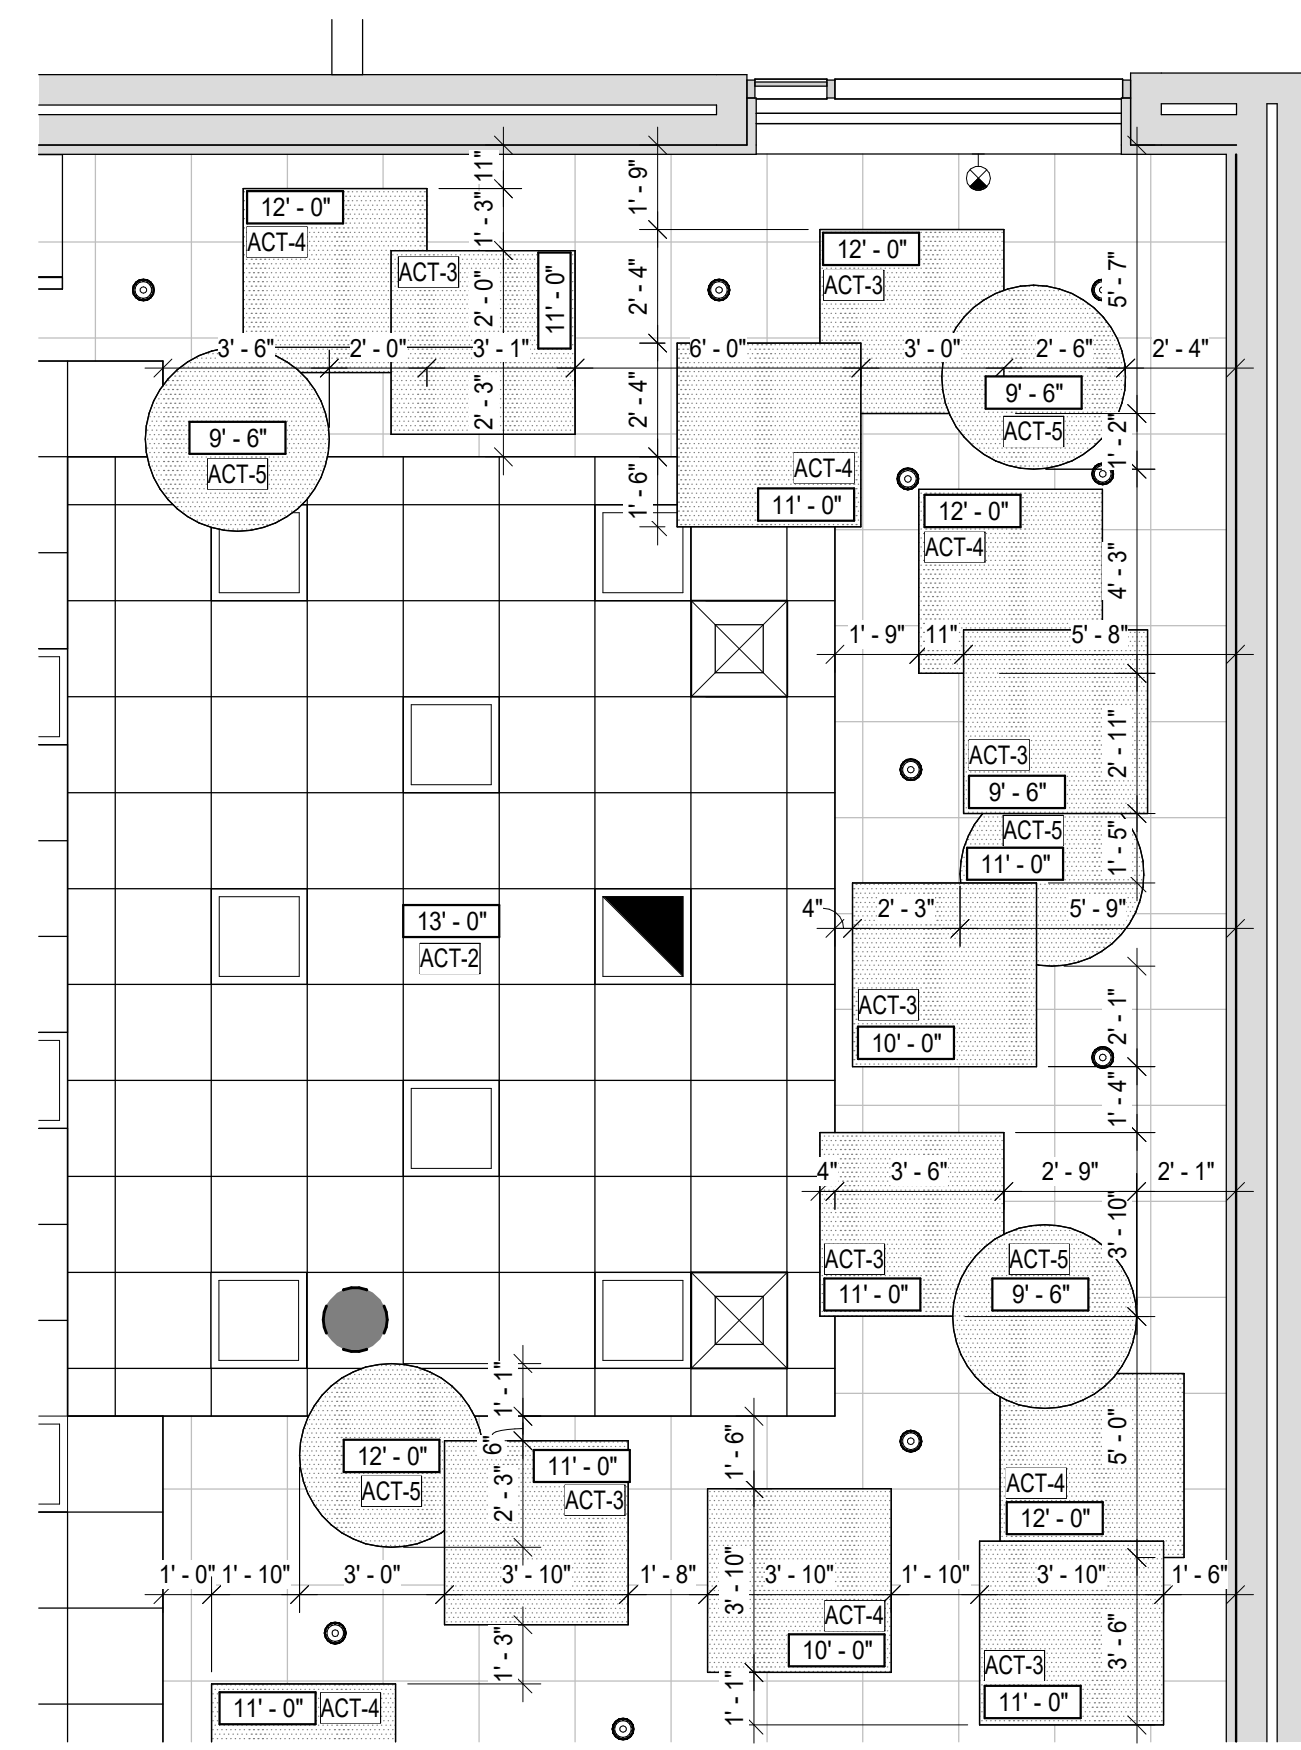 11"
12' - 0"
1' - 9"
ACT-4
1' - 3"
12' - 0"
ACT-3
11' - 0"
ACT-3
5' - 7"
2' - 0"
2' - 4"
3' - 6"
2' - 0"
3' - 1"
6' - 0"
3' - 0"
2' - 6"
2' - 4"
9' - 6"
2' - 3"
2' - 4"
9' - 6"
ACT-5
ACT-5
1' - 2"
ACT-4
1' - 6"
11' - 0"
12' - 0"
ACT-4
4' - 3"
1' - 9"
11"
5' - 8"
2' - 11"
ACT-3
9' - 6"
ACT-5
1' - 5"
11' - 0"
13' - 0"
ACT-2
4"
2' - 3"
5' - 9"
ACT-3
2' - 1"
10' - 0"
1' - 4"
4"
3' - 6"
2' - 9"
2' - 1"
3' - 10"
ACT-3
ACT-5
11' - 0"
9' - 6"
1' - 1"
12' - 0"
6"
11' - 0"
1' - 6"
5' - 0"
ACT-5
2' - 3"
ACT-3
ACT-4
12' - 0"
1' - 0"
1' - 10"
3' - 0"
3' - 10"
1' - 8"
3' - 10"
3' - 10"
1' - 10"
3' - 10"
1' - 6"
ACT-4
1' - 3"
10' - 0"
3' - 6"
ACT-3
11' - 0"
ACT-4
1' - 1"
11' - 0"